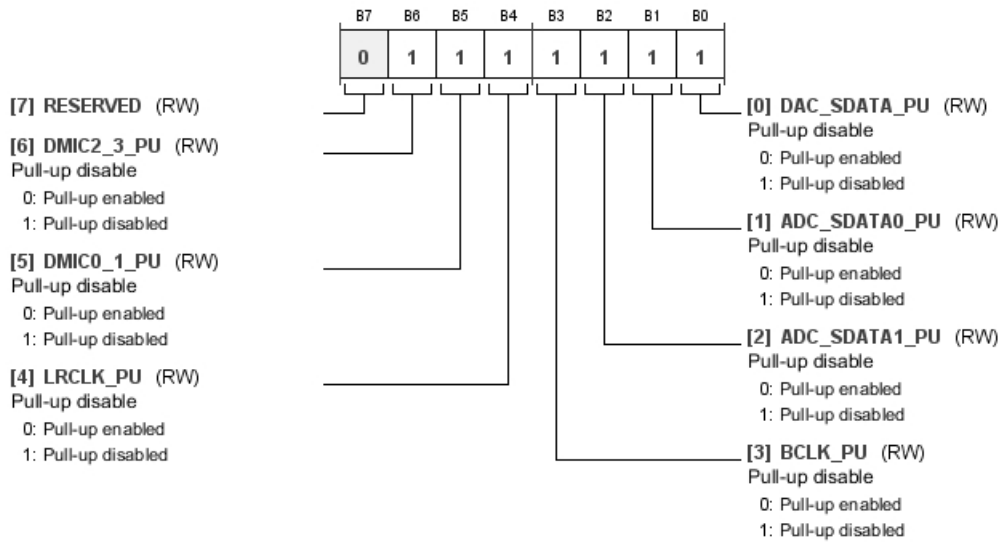 B7 B6 B5 B4 B3 B2 B1 B0
0 1 1 1 1 1 1 1
[7] RESERVED (RW)
[6] DMIC2_3_PU (RW)
Pull-up disable
0: Pull-up enabled
1: Pull-up disabled
[5] DMIC0_1_PU (RW)
Pull-up disable
0: Pull-up enabled
1: Pull-up disabled
[4] LRCLK_PU (RW)
Pull-up disable
0: Pull-up enabled
1: Pull-up disabled
[0] DAC_SDATA_PU (RW)
Pull-up disable
0: Pull-up enabled
1: Pull-up disabled
[1] ADC_SDATA0_PU (RW)
Pull-up disable
0: Pull-up enabled
1: Pull-up disabled
[2] ADC_SDATA1_PU (RW)
Pull-up disable
0: Pull-up enabled
1: Pull-up disabled
[3] BCLK_PU (RW)
Pull-up disable
0: Pull-up enabled
1: Pull-up disabled